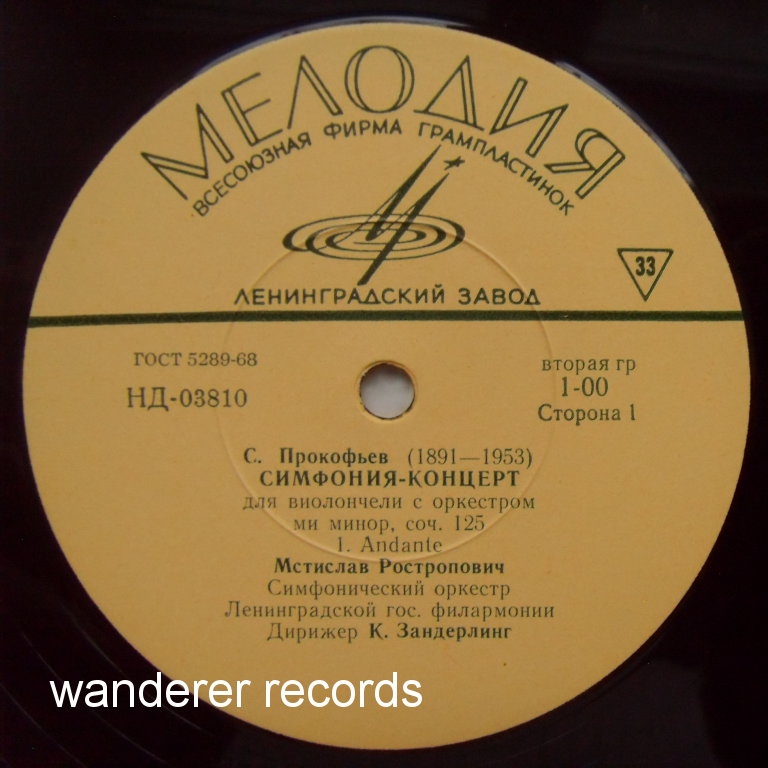 МЕЛОДИЯ
ВСЕСОЮЗНАЯ ФИРМА ГРАМПЛАСТИНОК
33
ЛЕНИНГРАДСКИЙ ЗАВОД
ГОСТ 5289-68
НД-03810
вторая гр
1-00
Сторона 1
С. Прокофьев (1891—1953)
СИМФОНИЯ-КОНЦЕРТ
для виолончели с оркестром
ми минор, соч. 125
1. Andante
Мстислав Ростропович
Симфонический оркестр
Ленинградской гос. филармонии
Дирижер К. Зандерлинг
wanderer records